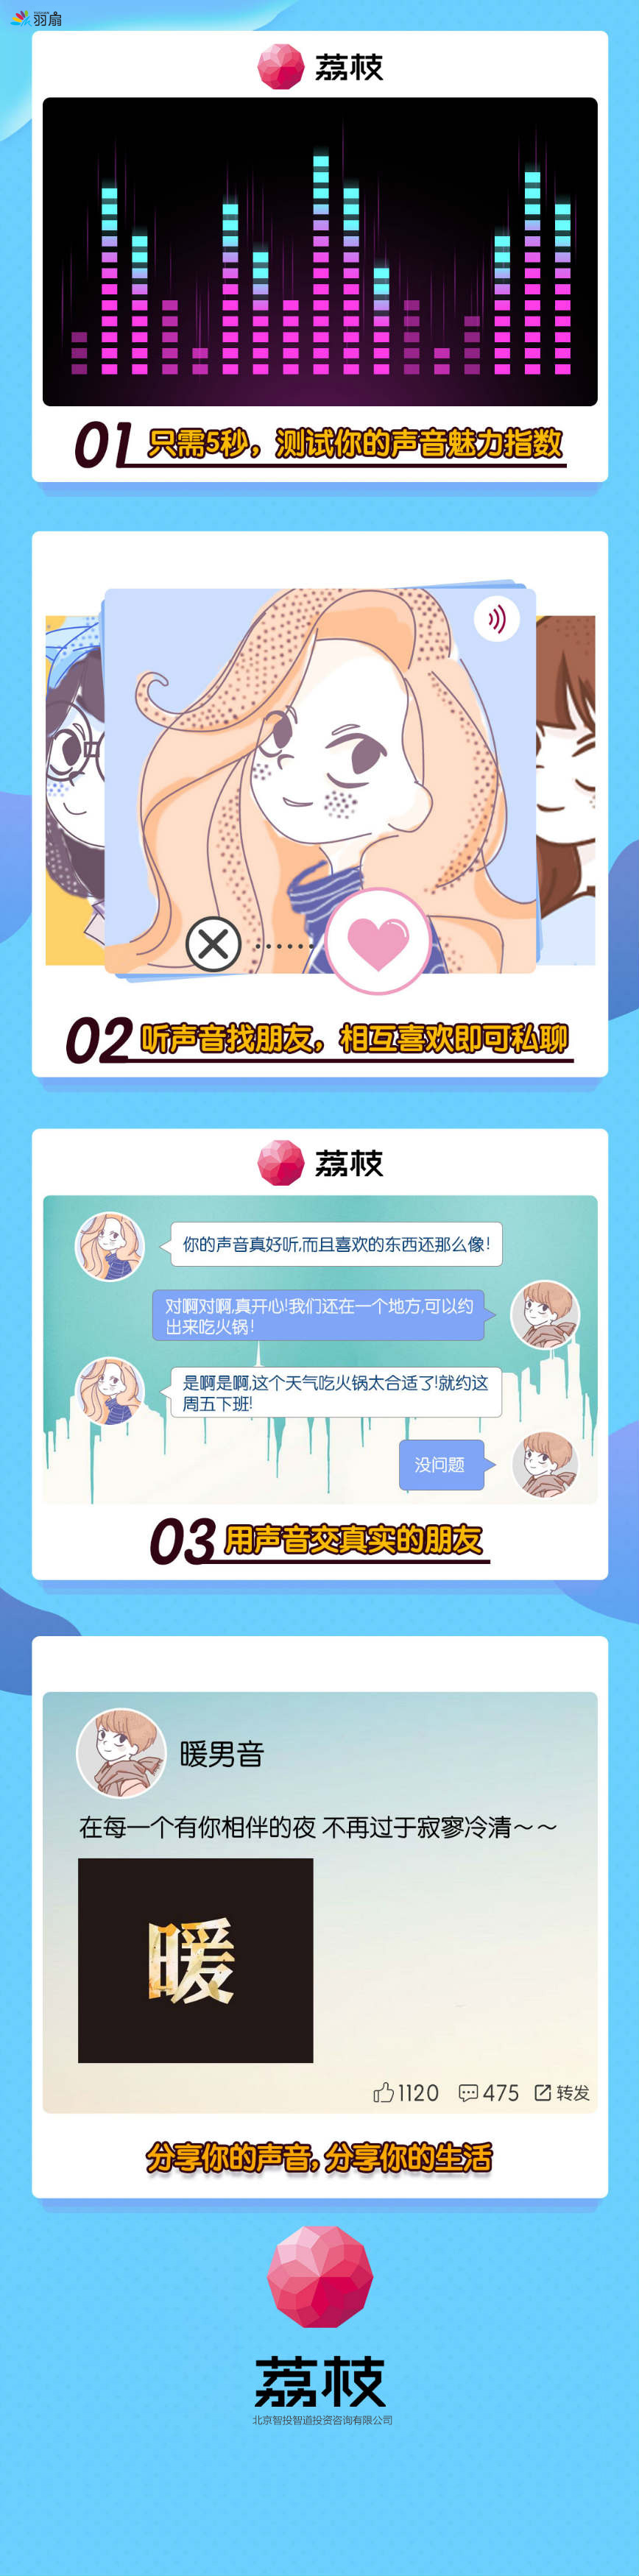 羽扇
荔枝
01 只需5秒，测试你的声音魅力指数
02 听声音找朋友，相互喜欢即可私聊
荔枝
你的声音真好听,而且喜欢的东西还那么像!
对啊对啊,真开心!我们还在一个地方,可以约
出来吃火锅!
是啊是啊,这个天气吃火锅太合适了!就约这
周五下班!
没问题
03 用声音交真实的朋友
暖男音
在每一个有你相伴的夜 不再过于寂寥冷清～～
暖
1120 475 转发
分享你的声音,分享你的生活
荔枝
北京智投智道投资咨询有限公司